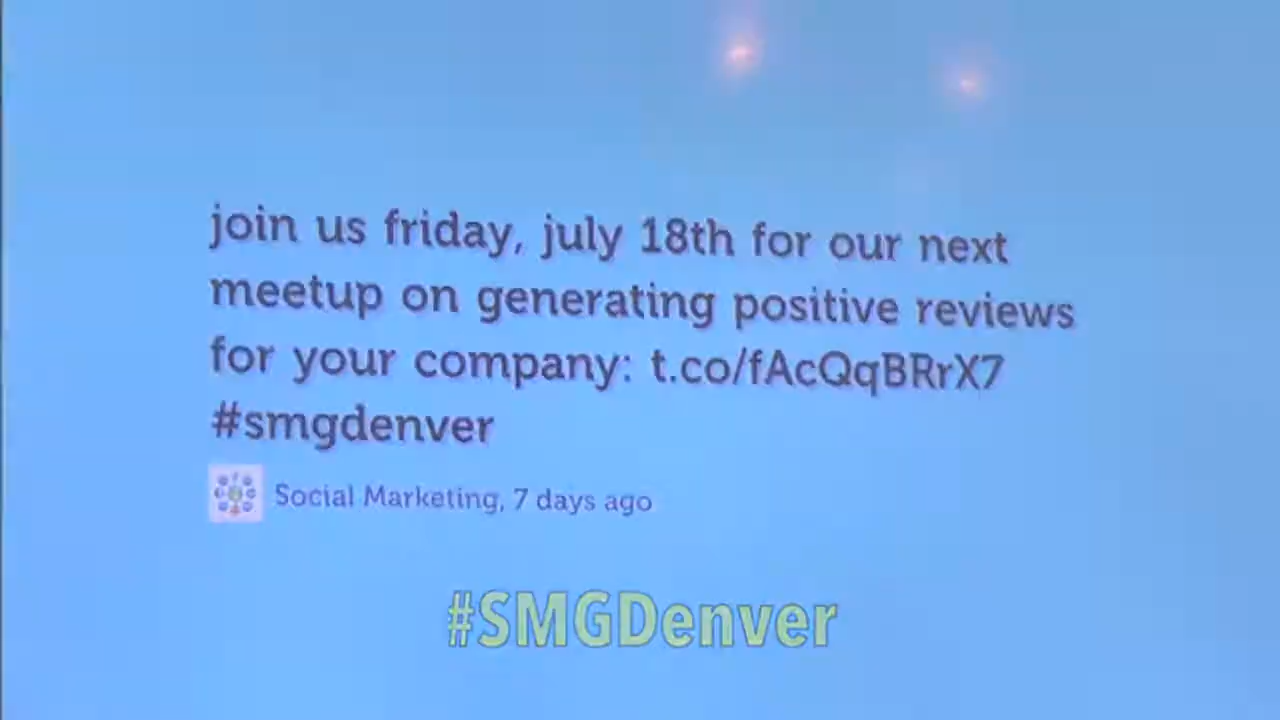 join us friday, july 18th for our next
meetup on generating positive reviews
for your company: t.co/fAcQqBRrX7
#smgdenver
Social Marketing, 7 days ago
#SMGDenver